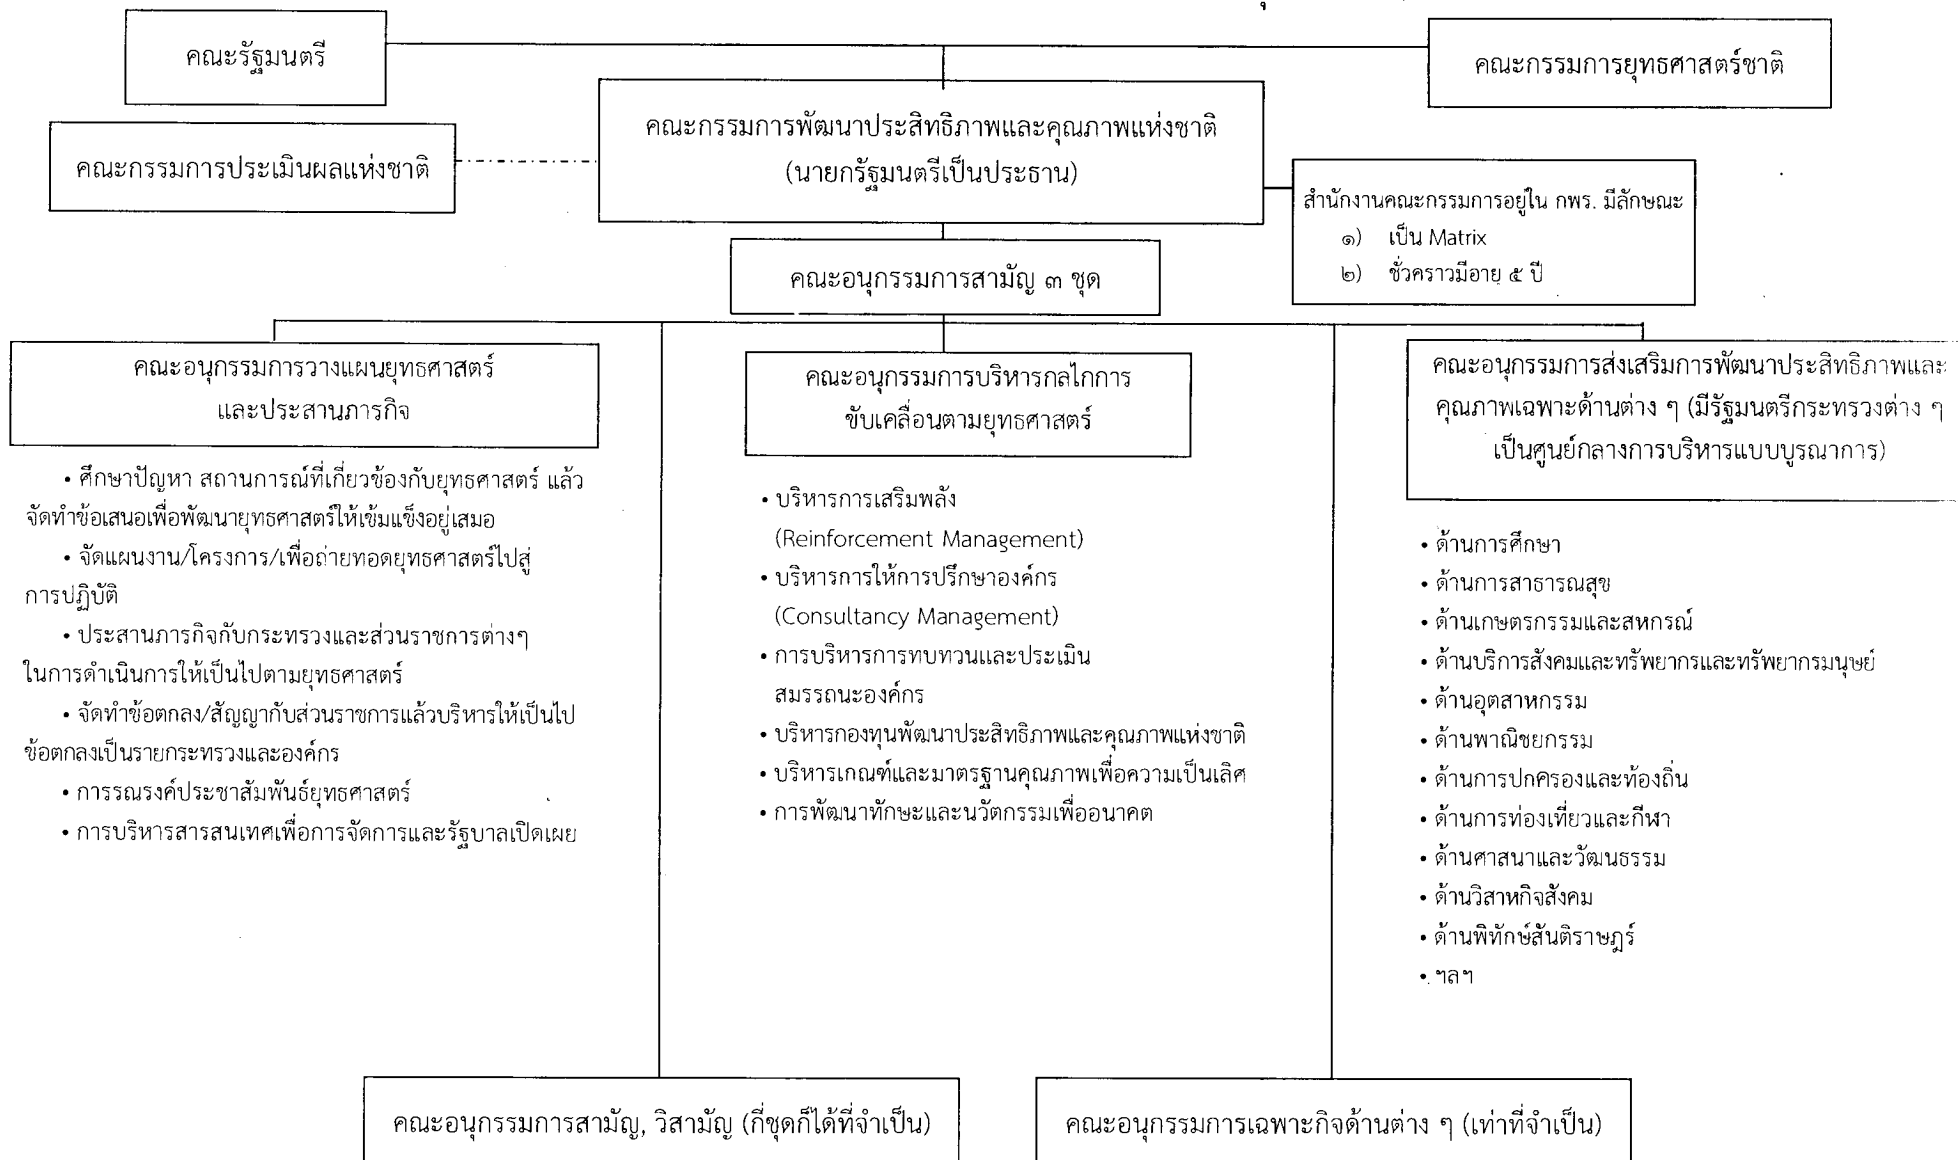 คณะรัฐมนตรี
คณะกรรมการยุทธศาสตร์ชาติ
คณะกรรมการพัฒนาประสิทธิภาพและคุณภาพแห่งชาติ
(นายกรัฐมนตรีเป็นประธาน)
คณะกรรมการประเมินผลแห่งชาติ
สำนักงานคณะกรรมการอยู่ใน กพร. มีลักษณะ
๑) เป็น Matrix
๒) ชั่วคราวมีอายุ ๕ ปี
คณะอนุกรรมการสามัญ ๓ ชุด
คณะอนุกรรมการวางแผนยุทธศาสตร์
และประสานภารกิจ
• ศึกษาปัญหา สถานการณ์ที่เกี่ยวข้องกับยุทธศาสตร์ แล้ว
จัดทำข้อเสนอเพื่อพัฒนายุทธศาสตร์ให้เข้มแข็งอยู่เสมอ
• จัดแผนงาน/โครงการ/เพื่อถ่ายทอดยุทธศาสตร์ไปสู่
การปฏิบัติ
• ประสานภารกิจกับกระทรวงและส่วนราชการต่างๆ
ในการดำเนินการให้เป็นไปตามยุทธศาสตร์
• จัดทำข้อตกลง/สัญญากับส่วนราชการแล้วบริหารให้เป็นไป
ข้อตกลงเป็นรายกระทรวงและองค์กร
• การรณรงค์ประชาสัมพันธ์ยุทธศาสตร์
• การบริหารสารสนเทศเพื่อการจัดการและรัฐบาลเปิดเผย
คณะอนุกรรมการบริหารกลไกการ
ขับเคลื่อนตามยุทธศาสตร์
• บริหารการเสริมพลัง
(Reinforcement Management)
• บริหารการให้การปรึกษาองค์กร
(Consultancy Management)
• การบริหารการทบทวนและประเมิน
สมรรถนะองค์กร
• บริหารกองทุนพัฒนาประสิทธิภาพและคุณภาพแห่งชาติ
• บริหารเกณฑ์และมาตรฐานคุณภาพเพื่อความเป็นเลิศ
• การพัฒนาทักษะและนวัตกรรมเพื่ออนาคต
คณะอนุกรรมการส่งเสริมการพัฒนาประสิทธิภาพและ
คุณภาพเฉพาะด้านต่าง ๆ (มีรัฐมนตรีกระทรวงต่าง ๆ
เป็นศูนย์กลางการบริหารแบบบูรณาการ)
• ด้านการศึกษา
• ด้านการสาธารณสุข
• ด้านเกษตรกรรมและสหกรณ์
• ด้านบริการสังคมและทรัพยากรและทรัพยากรมนุษย์
• ด้านอุตสาหกรรม
• ด้านพาณิชยกรรม
• ด้านการปกครองและท้องถิ่น
• ด้านการท่องเที่ยวและกีฬา
• ด้านศาสนาและวัฒนธรรม
• ด้านวิสาหกิจสังคม
• ด้านพิทักษ์สันติราษฎร์
• ฯลฯ
คณะอนุกรรมการสามัญ, วิสามัญ (กี่ชุดก็ได้ที่จำเป็น)
คณะอนุกรรมการเฉพาะกิจด้านต่าง ๆ (เท่าที่จำเป็น)